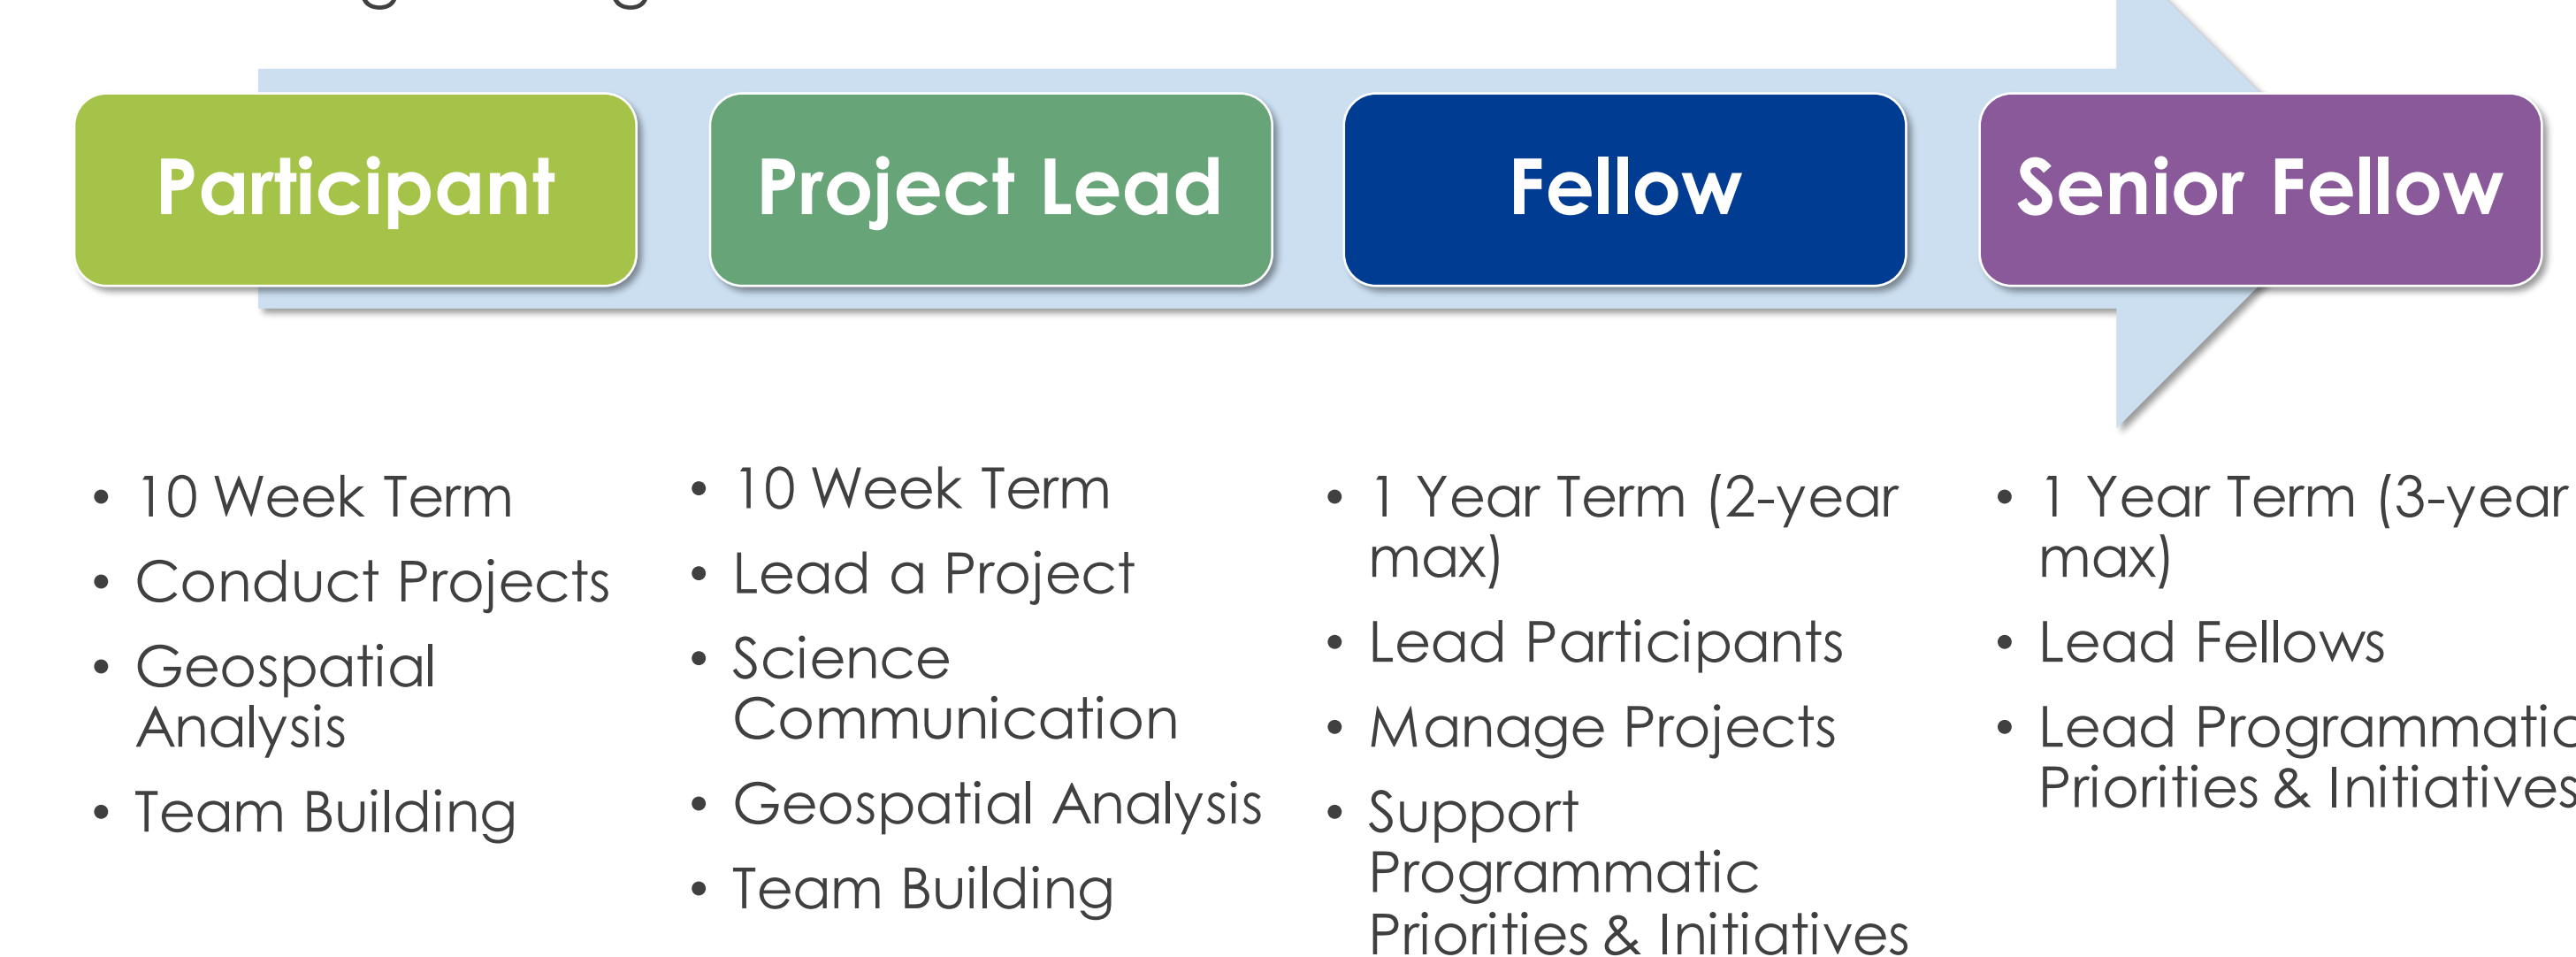 Participant
Project Lead
Fellow
Senior Fellow
• 10 Week Term
• Conduct Projects
• Geospatial
Analysis
• Team Building
• 10 Week Term
• Lead a Project
• Science
Communication
• Geospatial Analysis
• Team Building
• 1 Year Term (2-year
max)
• Lead Participants
• Manage Projects
• Support
Programmatic
Priorities & Initiatives
• 1 Year Term (3-year
max)
• Lead Fellows
• Lead Programmatic
Priorities & Initiatives